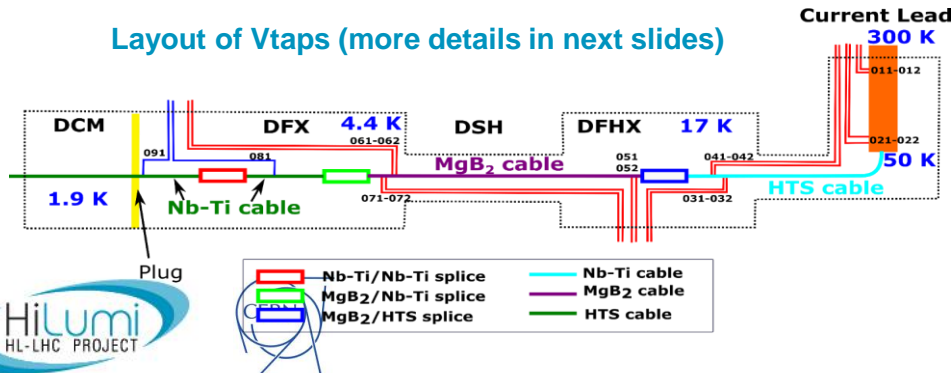 Layout of Vtaps (more details in next slides)
Current Lead
300 K
011-012
DCM
DFX
4.4 K
DSH
DFHX
17 K
021-022
061-062
091
081
051
052
041-042
50 K
MgB₂ cable
HTS cable
1.9 K
Nb-Ti cable
071-072
031-032
Plug
Nb-Ti/Nb-Ti splice
Nb-Ti cable
MgB₂/Nb-Ti splice
MgB₂ cable
MgB₂/HTS splice
HTS cable
CERN
HiLumi
HL-LHC PROJECT